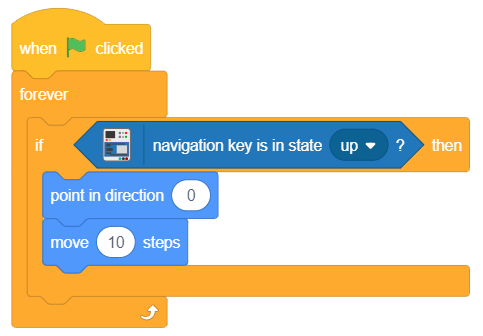 when clicked
forever
if navigation key is in state up ? then
point in direction 0
move 10 steps